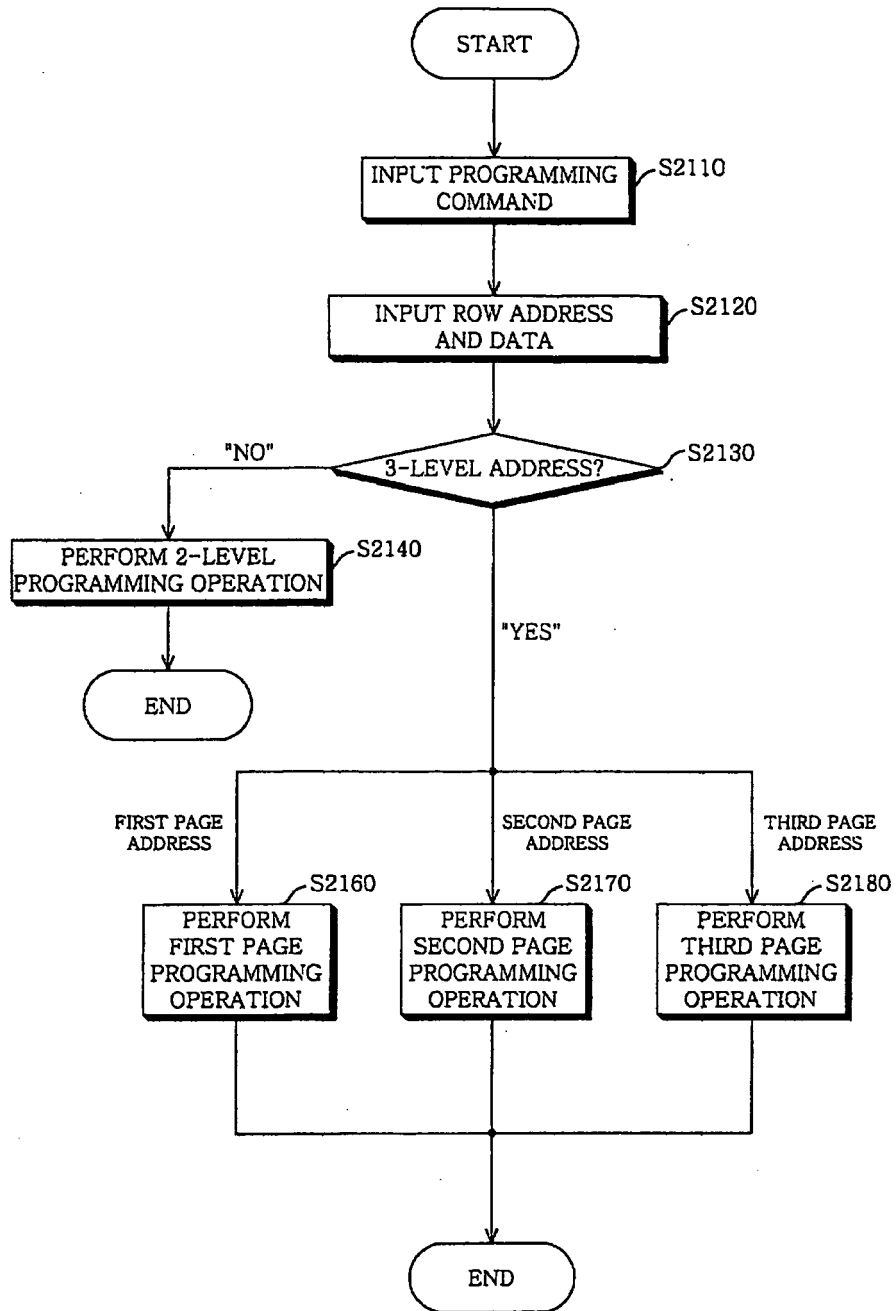 START
INPUT PROGRAMMING
COMMAND
S2110
INPUT ROW ADDRESS
AND DATA
S2120
3-LEVEL ADDRESS?
S2130
"NO"
PERFORM 2-LEVEL
PROGRAMMING OPERATION
S2140
END
"YES"
FIRST PAGE
ADDRESS
SECOND PAGE
ADDRESS
THIRD PAGE
ADDRESS
S2160
PERFORM
FIRST PAGE
PROGRAMMING
OPERATION
S2170
PERFORM
SECOND PAGE
PROGRAMMING
OPERATION
S2180
PERFORM
THIRD PAGE
PROGRAMMING
OPERATION
END